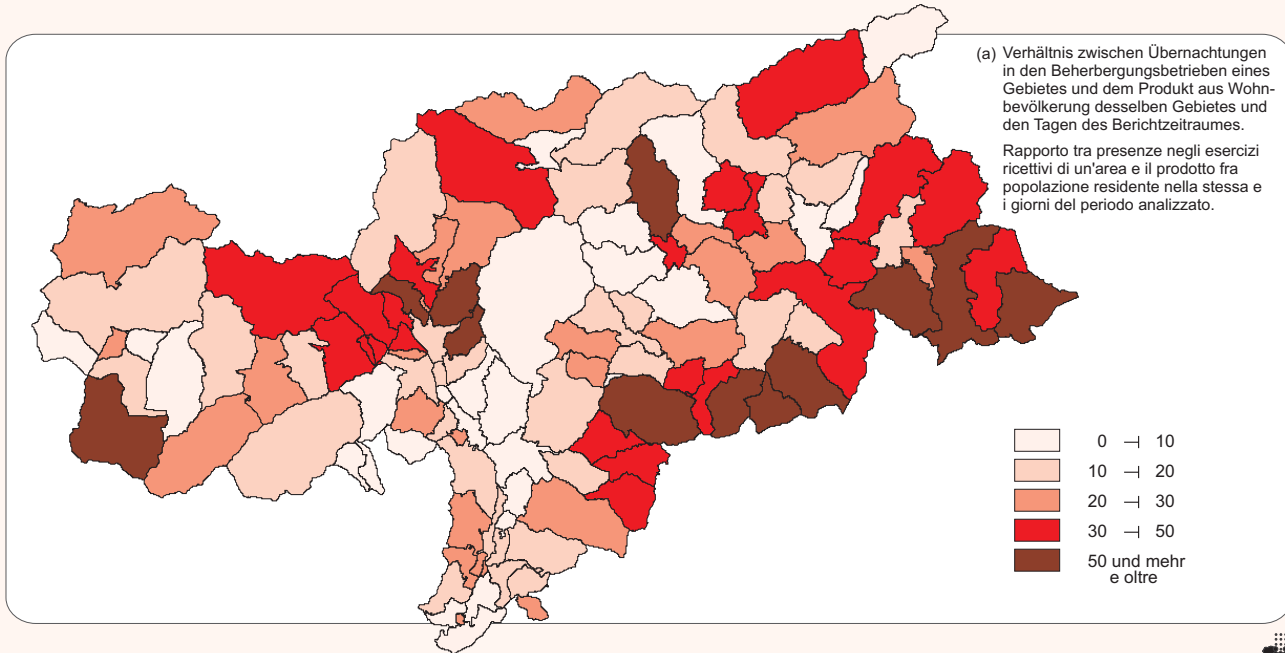 (a) Verhältnis zwischen Übernachtungen
in den Beherbergungsbetrieben eines
Gebietes und dem Produkt aus Wohn-
bevölkerung desselben Gebietes und
den Tagen des Berichtzeitraumes.
Rapporto tra presenze negli esercizi
ricettivi di un'area e il prodotto fra
popolazione residente nella stessa e
i giorni del periodo analizzato.
0 ⊣ 10
10 ⊣ 20
20 ⊣ 30
30 ⊣ 50
50 und mehr
e oltre